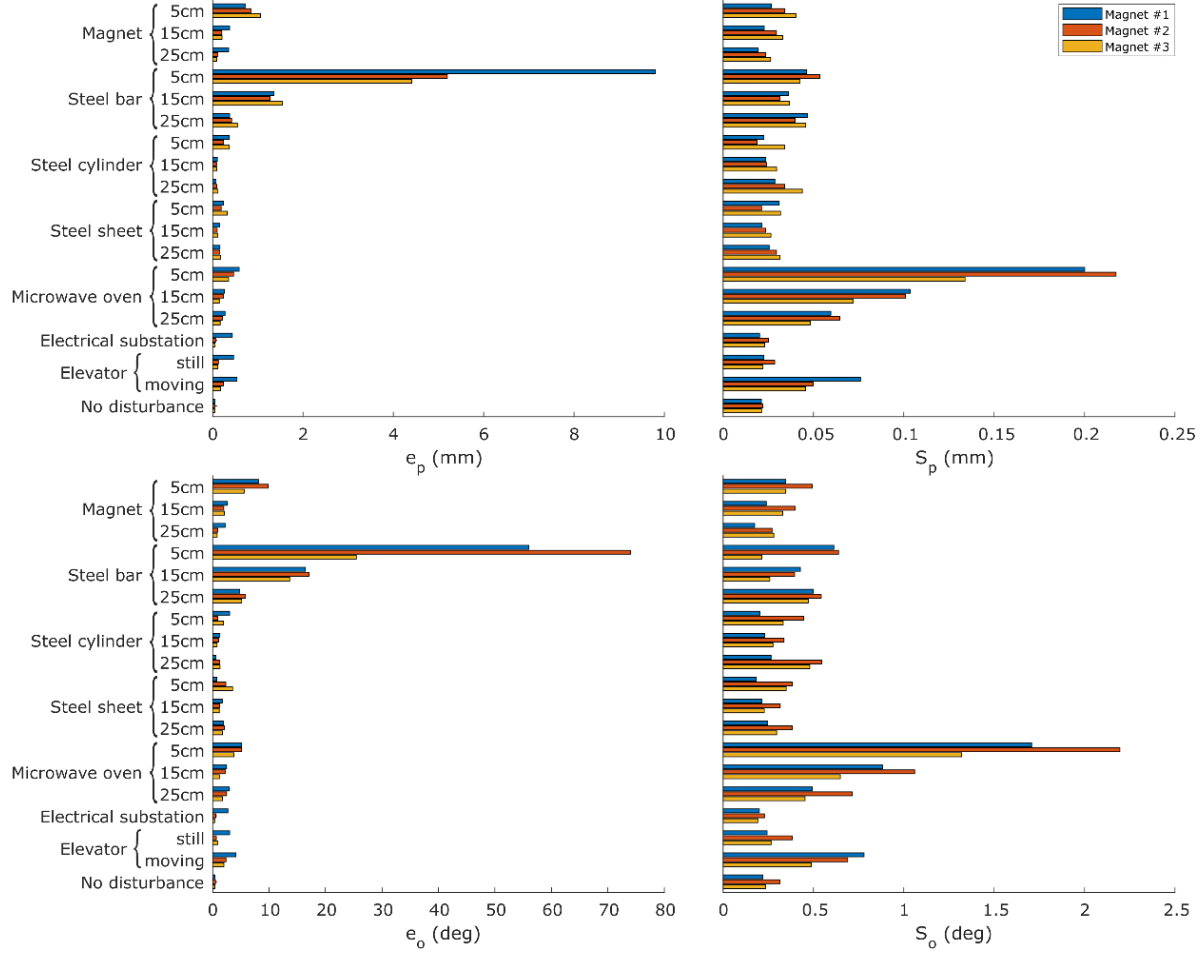 Magnet
5cm
15cm
25cm
Steel bar
5cm
15cm
25cm
Steel cylinder
5cm
15cm
25cm
Steel sheet
5cm
15cm
25cm
Microwave oven
5cm
15cm
25cm
Electrical substation
Elevator
still
moving
No disturbance
0 2 4 6 8 10
e_p (mm)
Magnet #1
Magnet #2
Magnet #3
0 0.05 0.1 0.15 0.2 0.25
S_p (mm)
Magnet
5cm
15cm
25cm
Steel bar
5cm
15cm
25cm
Steel cylinder
5cm
15cm
25cm
Steel sheet
5cm
15cm
25cm
Microwave oven
5cm
15cm
25cm
Electrical substation
Elevator
still
moving
No disturbance
0 10 20 30 40 50 60 70 80
e_o (deg)
0 0.5 1 1.5 2 2.5
S_o (deg)